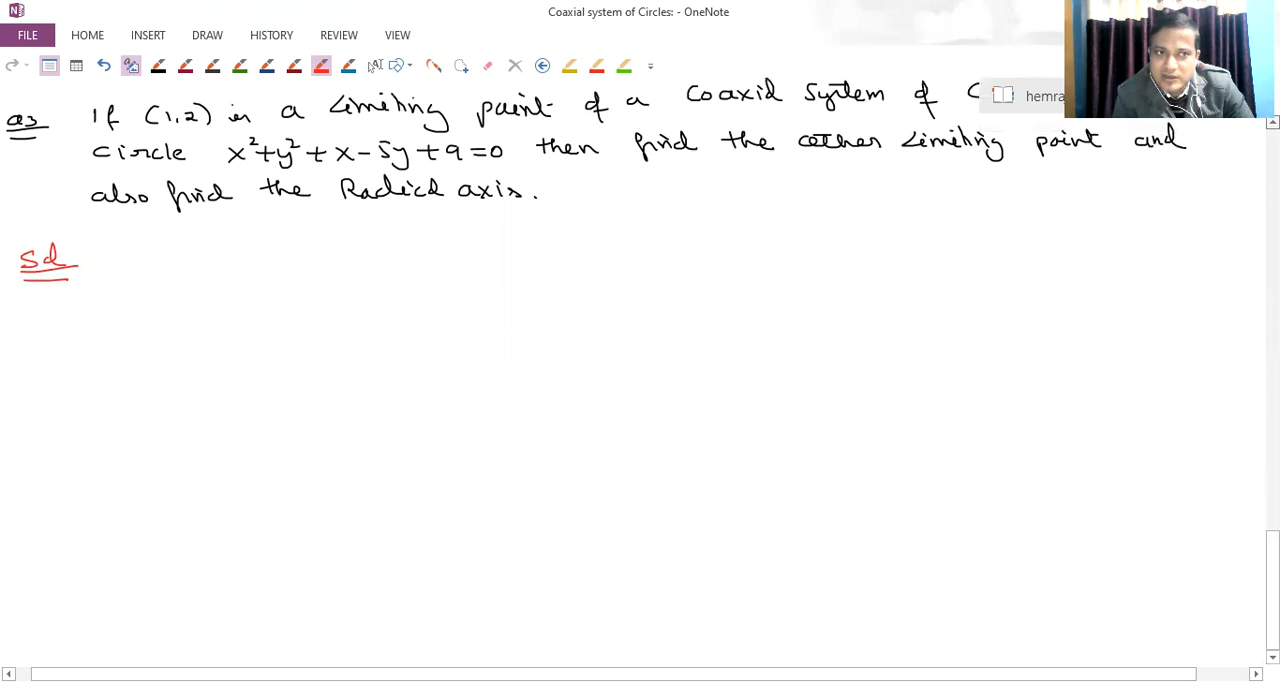 Coaxial system of Circles: - OneNote
FILE HOME INSERT DRAW HISTORY REVIEW VIEW
hemra
Q3 If (1,2) is a Limiting point of a Coaxial System of C
Circle x²+y²+x-5y+9=0 then find the other Limiting point and
also find the Radical axis.
Sol